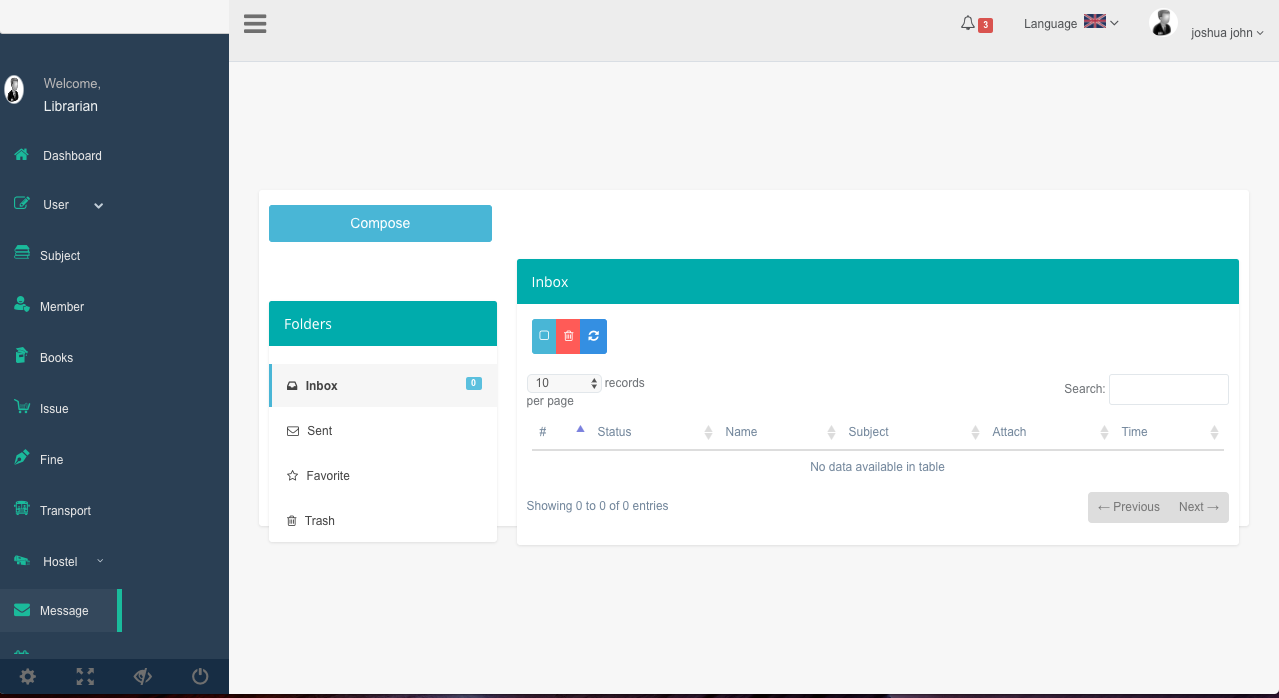 3
Language
joshua john
Welcome,
Librarian
Dashboard
User
Subject
Member
Books
Issue
Fine
Transport
Hostel
Message
Compose
Folders
Inbox 0
Sent
Favorite
Trash
Inbox
10 records
per page
Search:
# Status Name Subject Attach Time
No data available in table
Showing 0 to 0 of 0 entries
← Previous Next →